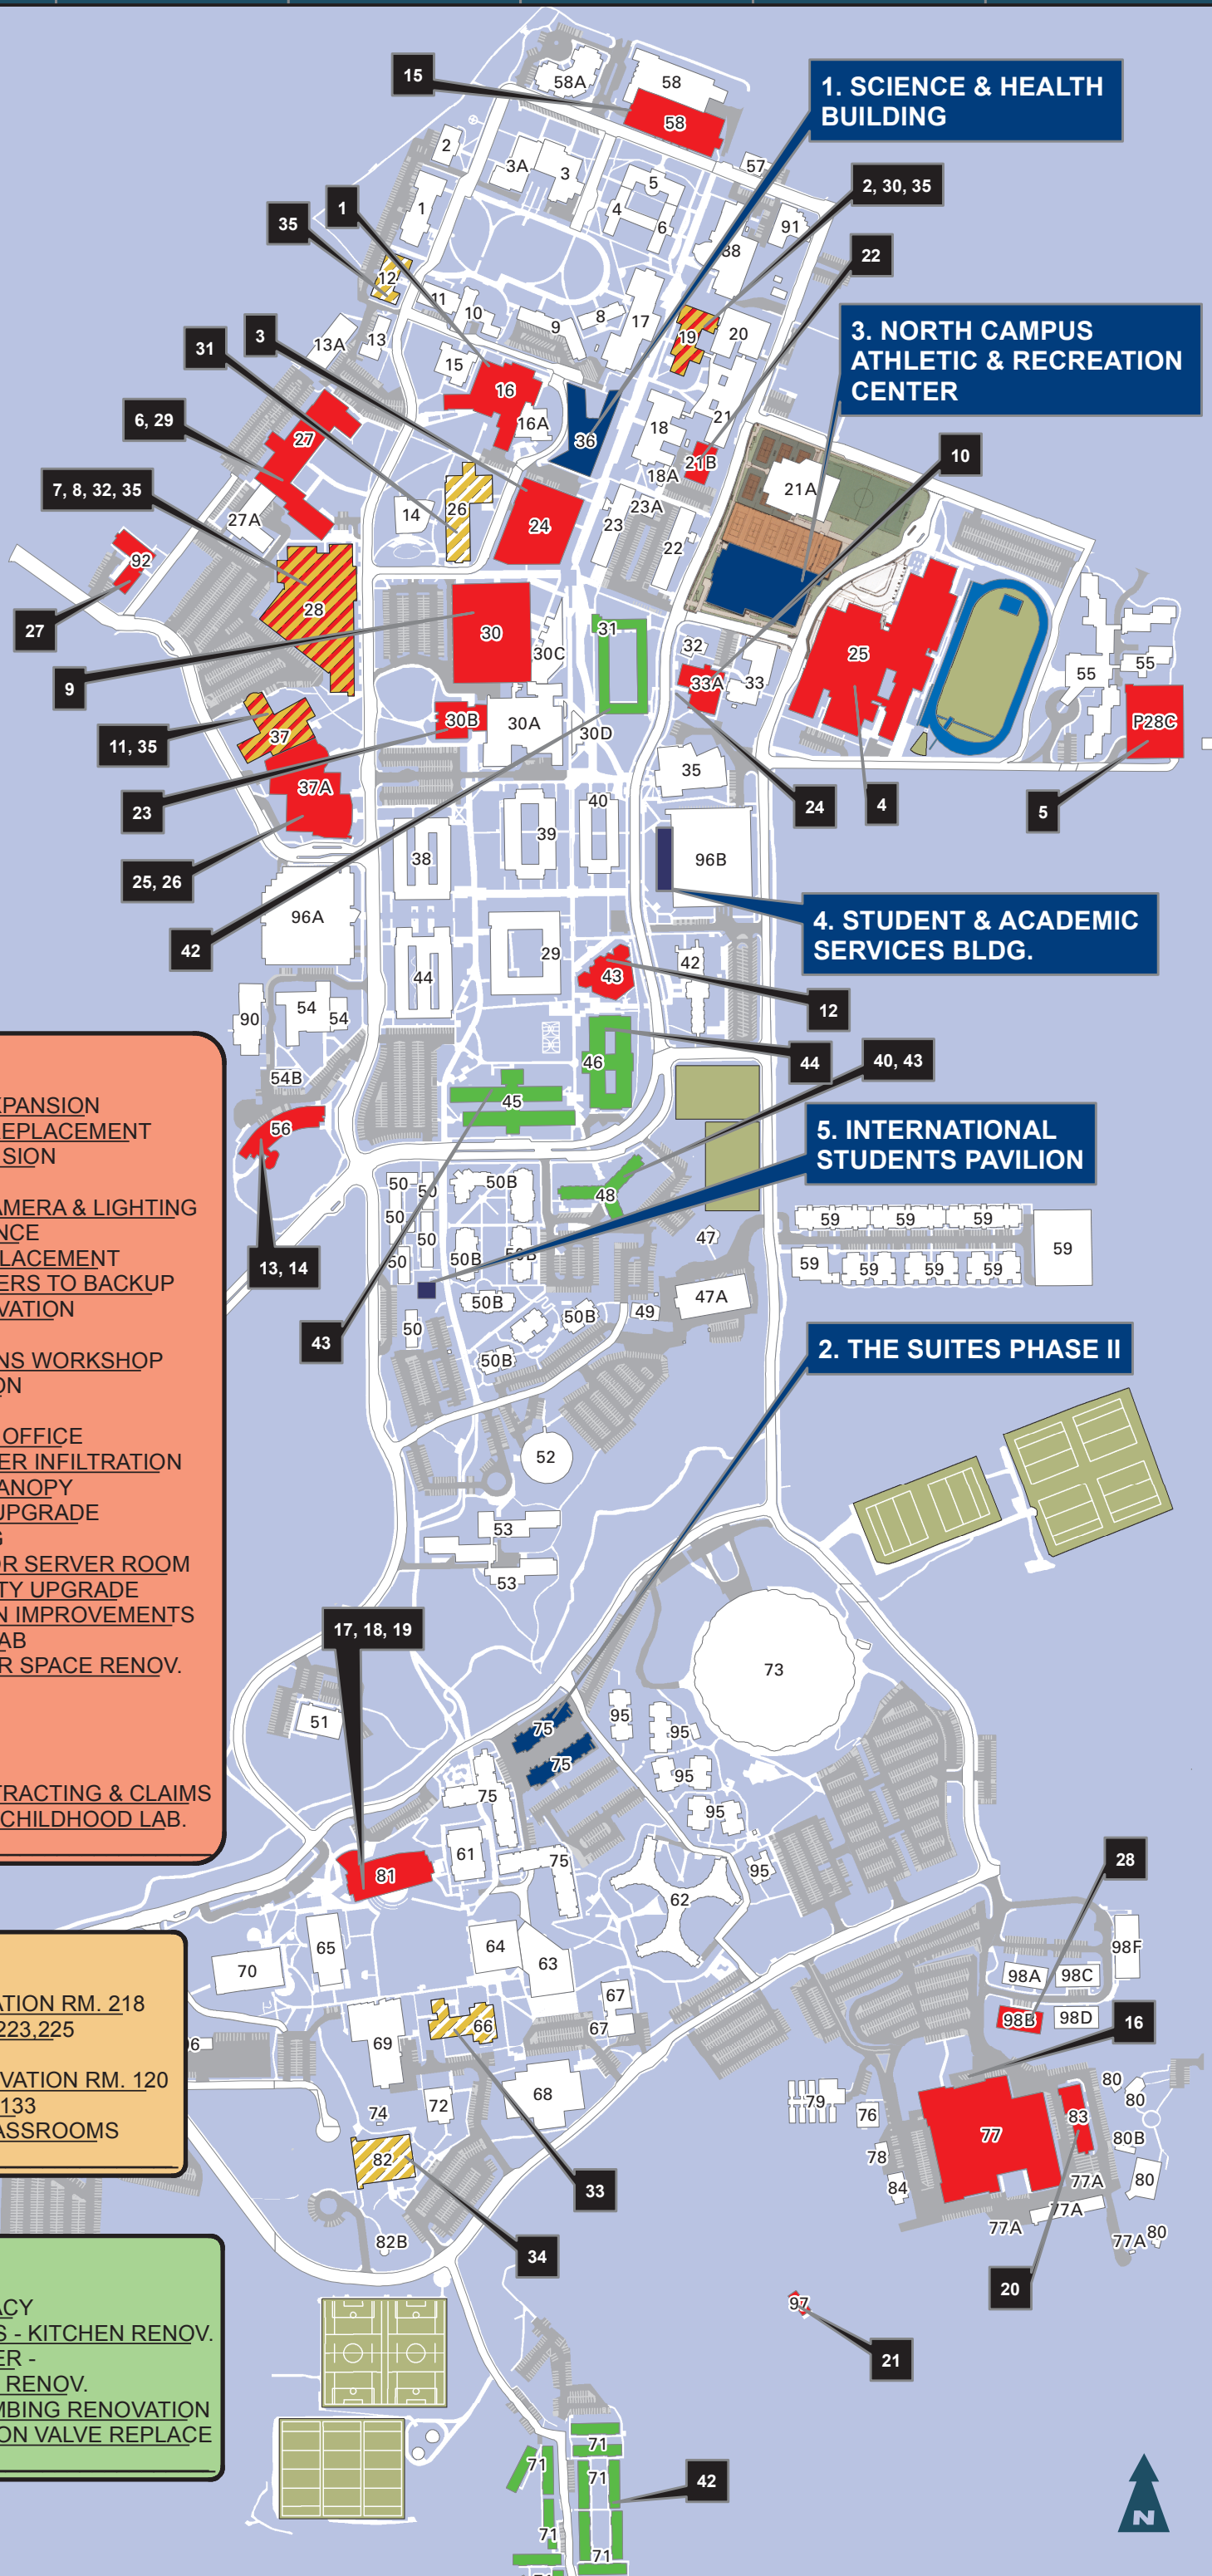 15
58A
58
58
1. SCIENCE & HEALTH
BUILDING
2
3A
3
57
5
4
6
1
2, 30, 35
1
35
91
88
22
12
11
10
9
8
17
19
20
3. NORTH CAMPUS
ATHLETIC & RECREATION
CENTER
3
31
13A
13
15
16
16A
36
18
21
6, 29
27
10
21B
18A
7, 8, 32, 35
21A
27A
14
26
24
23A
23
22
92
28
27
30
30C
31
32
33A
33
25
55
55
9
P28C
30B
30A
30D
11, 35
37
37A
35
23
24
4
5
40
39
38
96B
25, 26
96A
4. STUDENT & ACADEMIC
SERVICES BLDG.
42
29
42
44
43
12
90
54
54
44
40, 43
46
54B
45
56
5. INTERNATIONAL
STUDENTS PAVILION
EXPANSION
REPLACEMENT
SION
AMERA & LIGHTING
NCE
LACEMENT
ERS TO BACKUP
VATION
NS WORKSHOP
ON
OFFICE
ER INFILTRATION
ANOPY
UPGRADE
G
OR SERVER ROOM
TY UPGRADE
N IMPROVEMENTS
AB
R SPACE RENOV.
TRACTING & CLAIMS
CHILDHOOD LAB.
50
50
50B
48
50
59
59
59
50
47
50
50B
50B
59
59
59
59
59
13, 14
47A
50B
49
50
50B
43
50B
2. THE SUITES PHASE II
52
53
53
17, 18, 19
73
51
75
95
95
75
95
75
95
61
75
95
81
62
28
65
64
63
70
98F
98A
98C
67
98B
98D
16
ATION RM. 218
223,225
VATION RM. 120
133
ASSROOMS
96
66
67
69
68
72
74
79
76
80
80
83
77
80B
82
78
77A
80
84
33
77A
77A
77A
80
82B
34
20
97
21
ACY
S - KITCHEN RENOV.
ER -
RENOV.
MBING RENOVATION
ON VALVE REPLACE
71
71
71
42
71
71
N